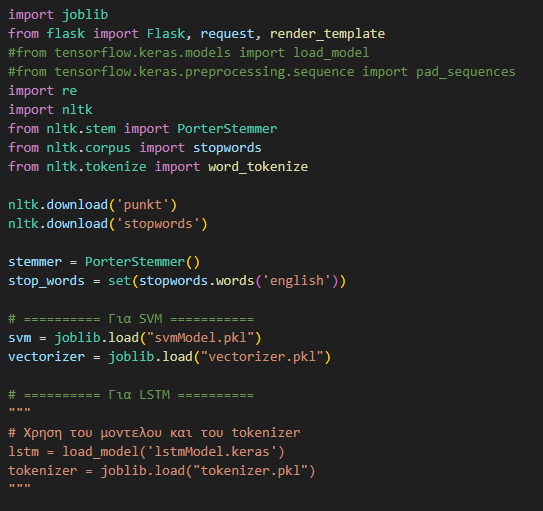 import joblib
from flask import Flask, request, render_template
#from tensorflow.keras.models import load_model
#from tensorflow.keras.preprocessing.sequence import pad_sequences
import re
import nltk
from nltk.stem import PorterStemmer
from nltk.corpus import stopwords
from nltk.tokenize import word_tokenize
nltk.download('punkt')
nltk.download('stopwords')
stemmer = PorterStemmer()
stop_words = set(stopwords.words('english'))
# ========== Για SVM ===========
svm = joblib.load("svmModel.pkl")
vectorizer = joblib.load("vectorizer.pkl")
# ========== Για LSTM ==========
"""
# Χρηση του μοντελου και του tokenizer
lstm = load_model('lstmModel.keras')
tokenizer = joblib.load("tokenizer.pkl")
"""